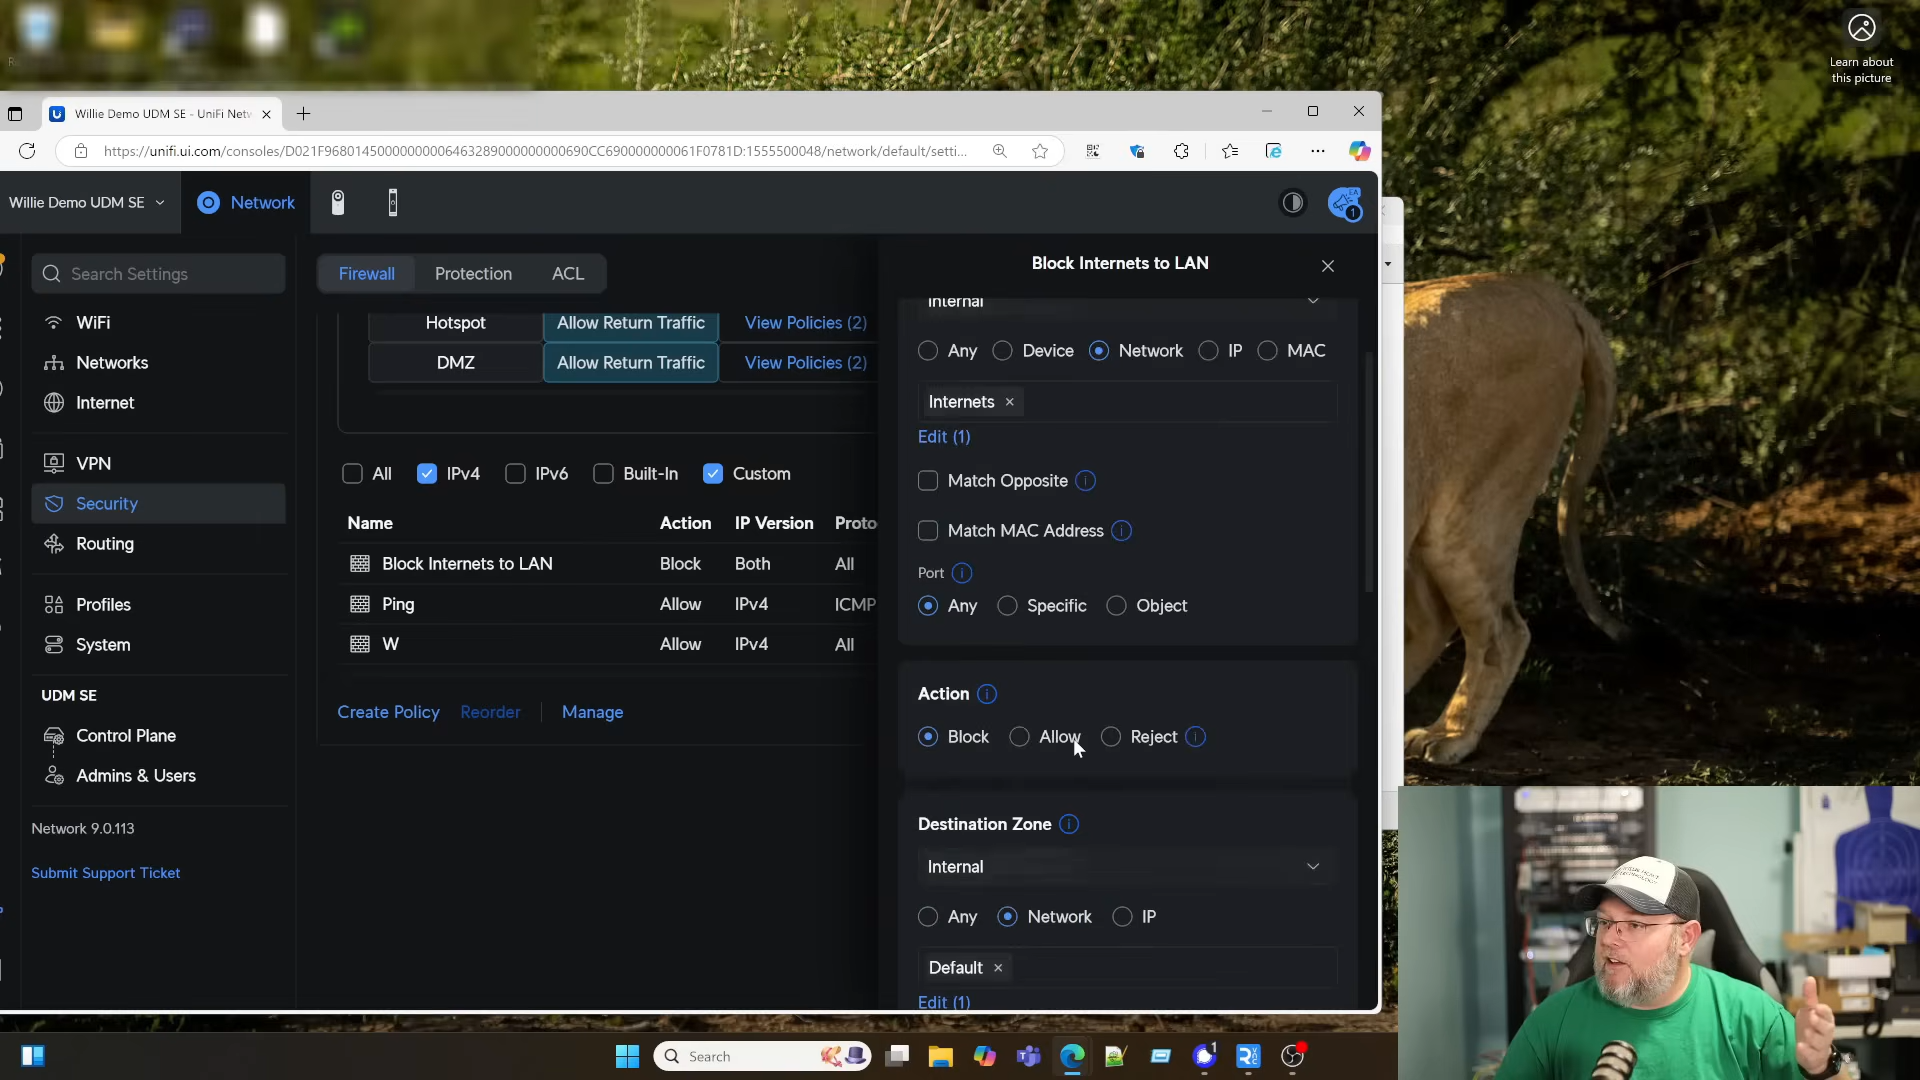 Learn about
this picture
Willie Demo UDM SE - UniFi Netw
https://unifi.ui.com/consoles/D021F96801450000000006463289000000000690CC690000000061F0781D:1555500048/network/default/setti...
Willie Demo UDM SE
Network
EA
1
Search Settings
WiFi
Networks
Internet
VPN
Security
Routing
Profiles
System
UDM SE
Control Plane
Admins & Users
Network 9.0.113
Submit Support Ticket
Firewall Protection ACL
Hotspot Allow Return Traffic View Policies (2)
DMZ Allow Return Traffic View Policies (2)
All IPv4 IPv6 Built-In Custom
Name Action IP Version Proto
Block Internets to LAN Block Both All
Ping Allow IPv4 ICMP
W Allow IPv4 All
Create Policy Reorder Manage
Block Internets to LAN
Internal
Any Device Network IP MAC
Internets
Edit (1)
Match Opposite
Match MAC Address
Port
Any Specific Object
Action
Block Allow Reject
Destination Zone
Internal
Any Network IP
Default
Edit (1)
Search
1